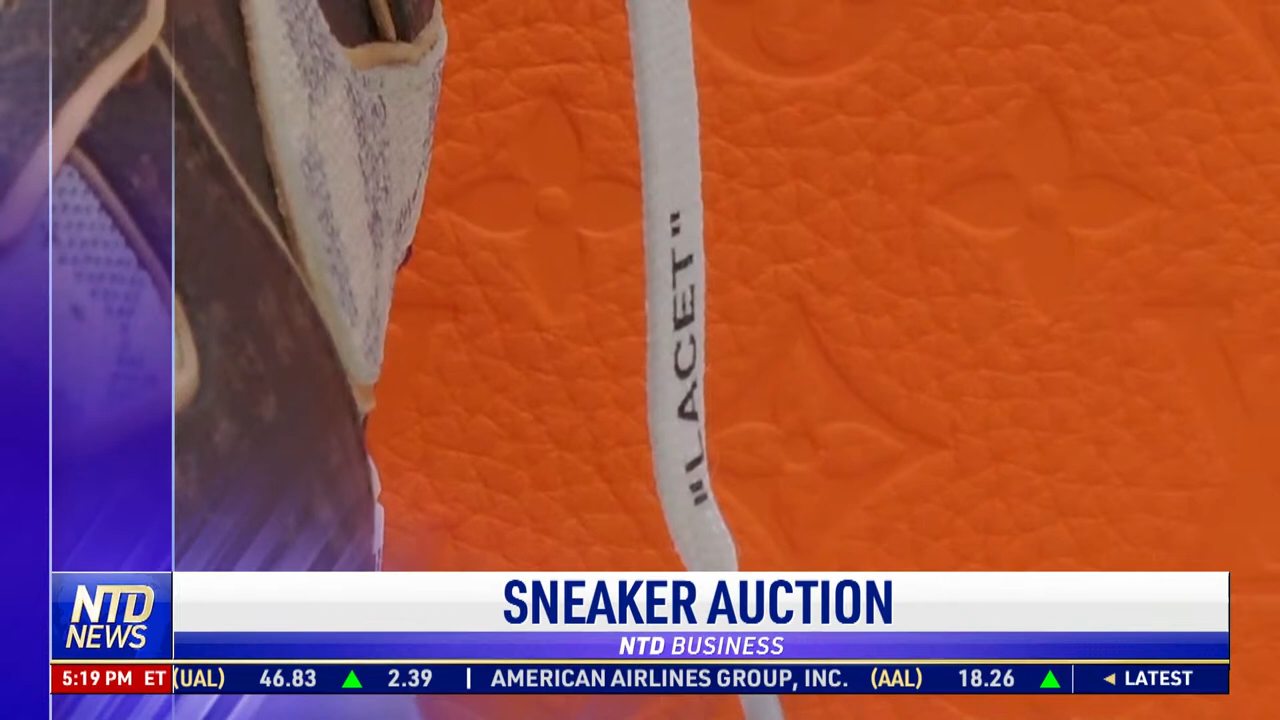 "LACET"
SNEAKER AUCTION
NTD BUSINESS
NTD
NEWS
5:19 PM ET
(UAL) 46.83 ▲ 2.39 | AMERICAN AIRLINES GROUP, INC. (AAL) 18.26 ▲
◄ LATEST